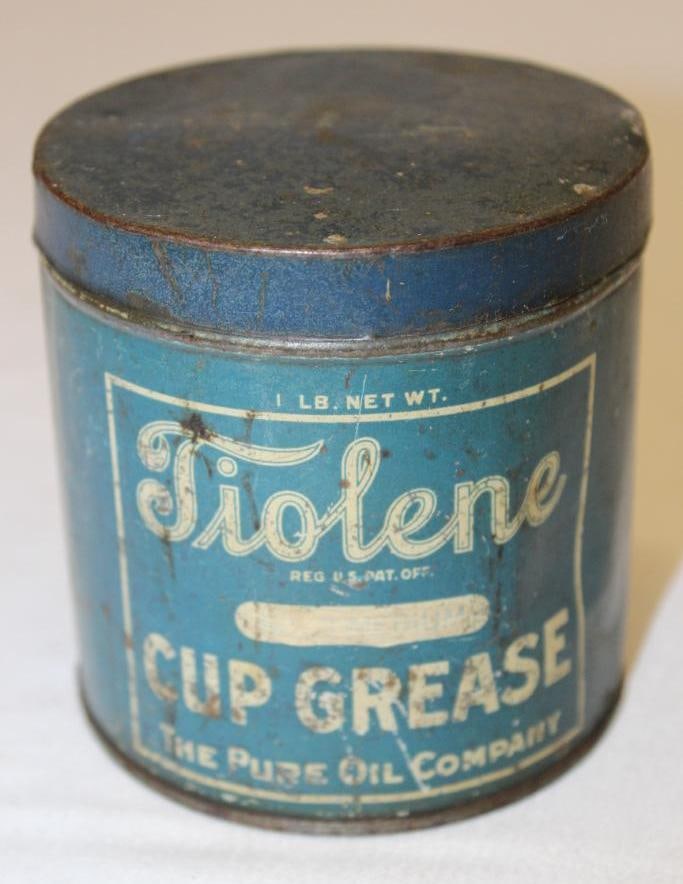 1 LB. NET WT.
Tiolene
REG U.S. PAT. OFF.
CUP GREASE
THE PURE OIL COMPANY